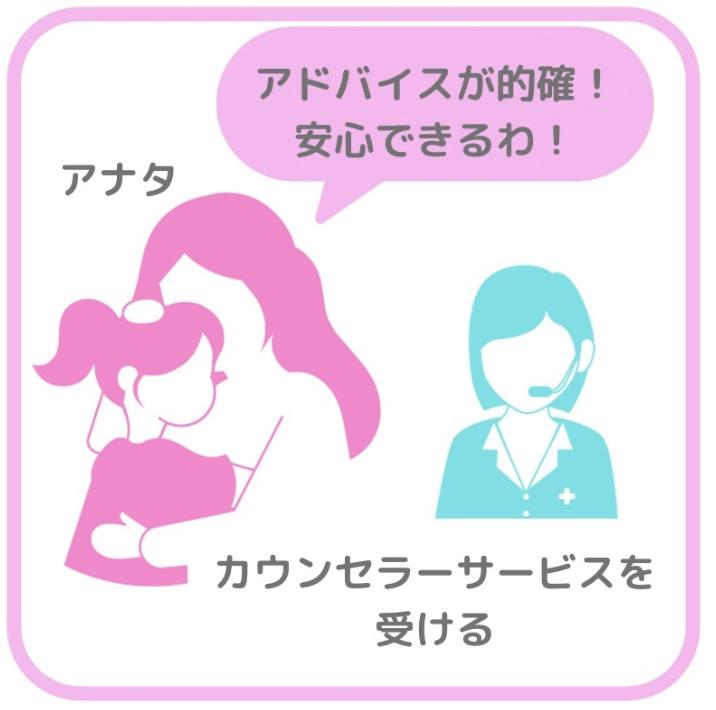 アドバイスが的確！
安心できるわ！
アナタ
カウンセラーサービスを
受ける